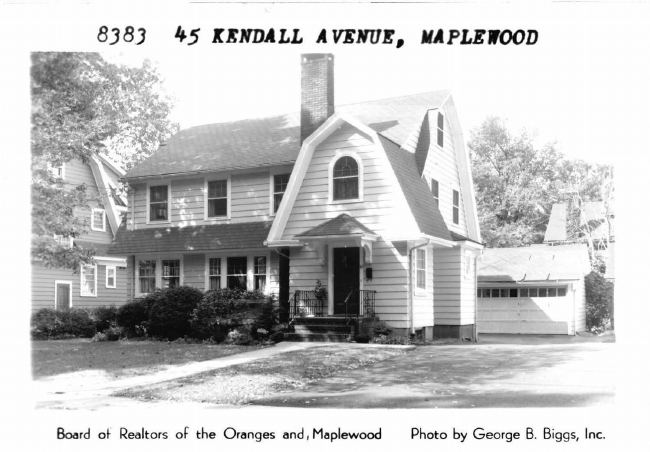 8383 45 KENDALL AVENUE, MAPLEWOOD
Board of Realtors of the Oranges and, Maplewood Photo by George B. Biggs, Inc.